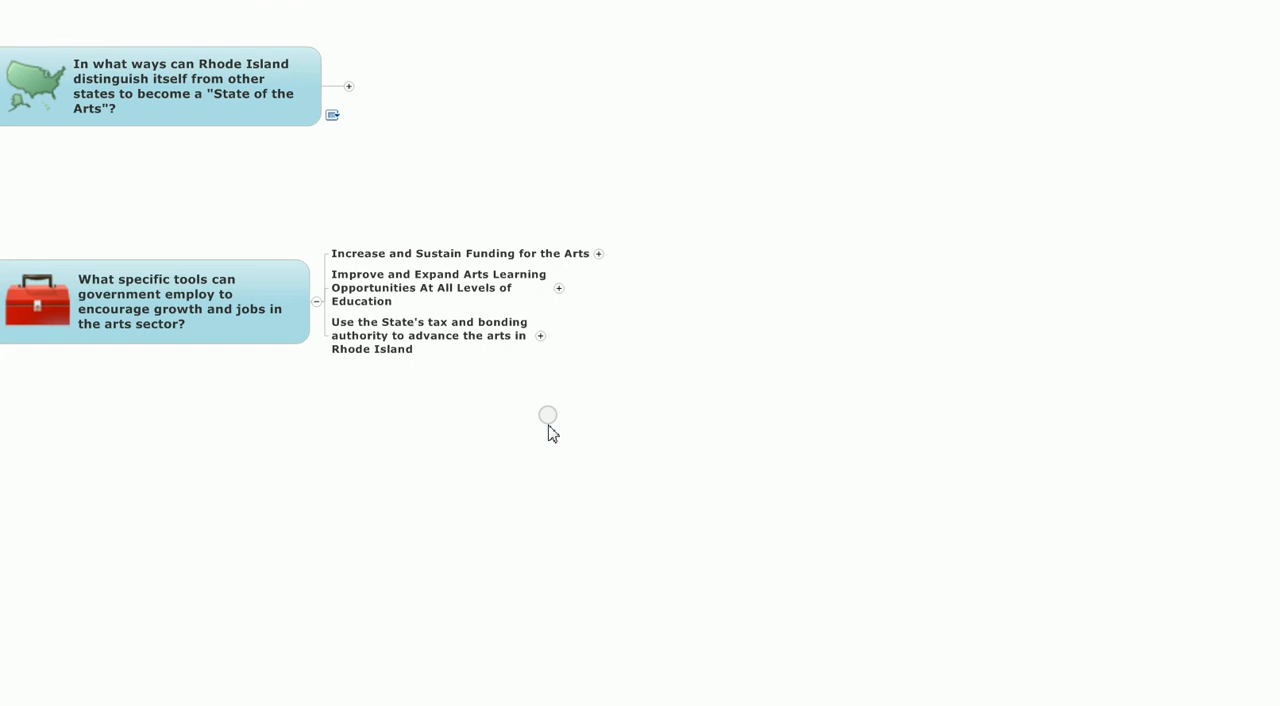 In what ways can Rhode Island
distinguish itself from other
states to become a "State of the
Arts"?
What specific tools can
government employ to
encourage growth and jobs in
the arts sector?
Increase and Sustain Funding for the Arts
Improve and Expand Arts Learning
Opportunities At All Levels of
Education
Use the State's tax and bonding
authority to advance the arts in
Rhode Island